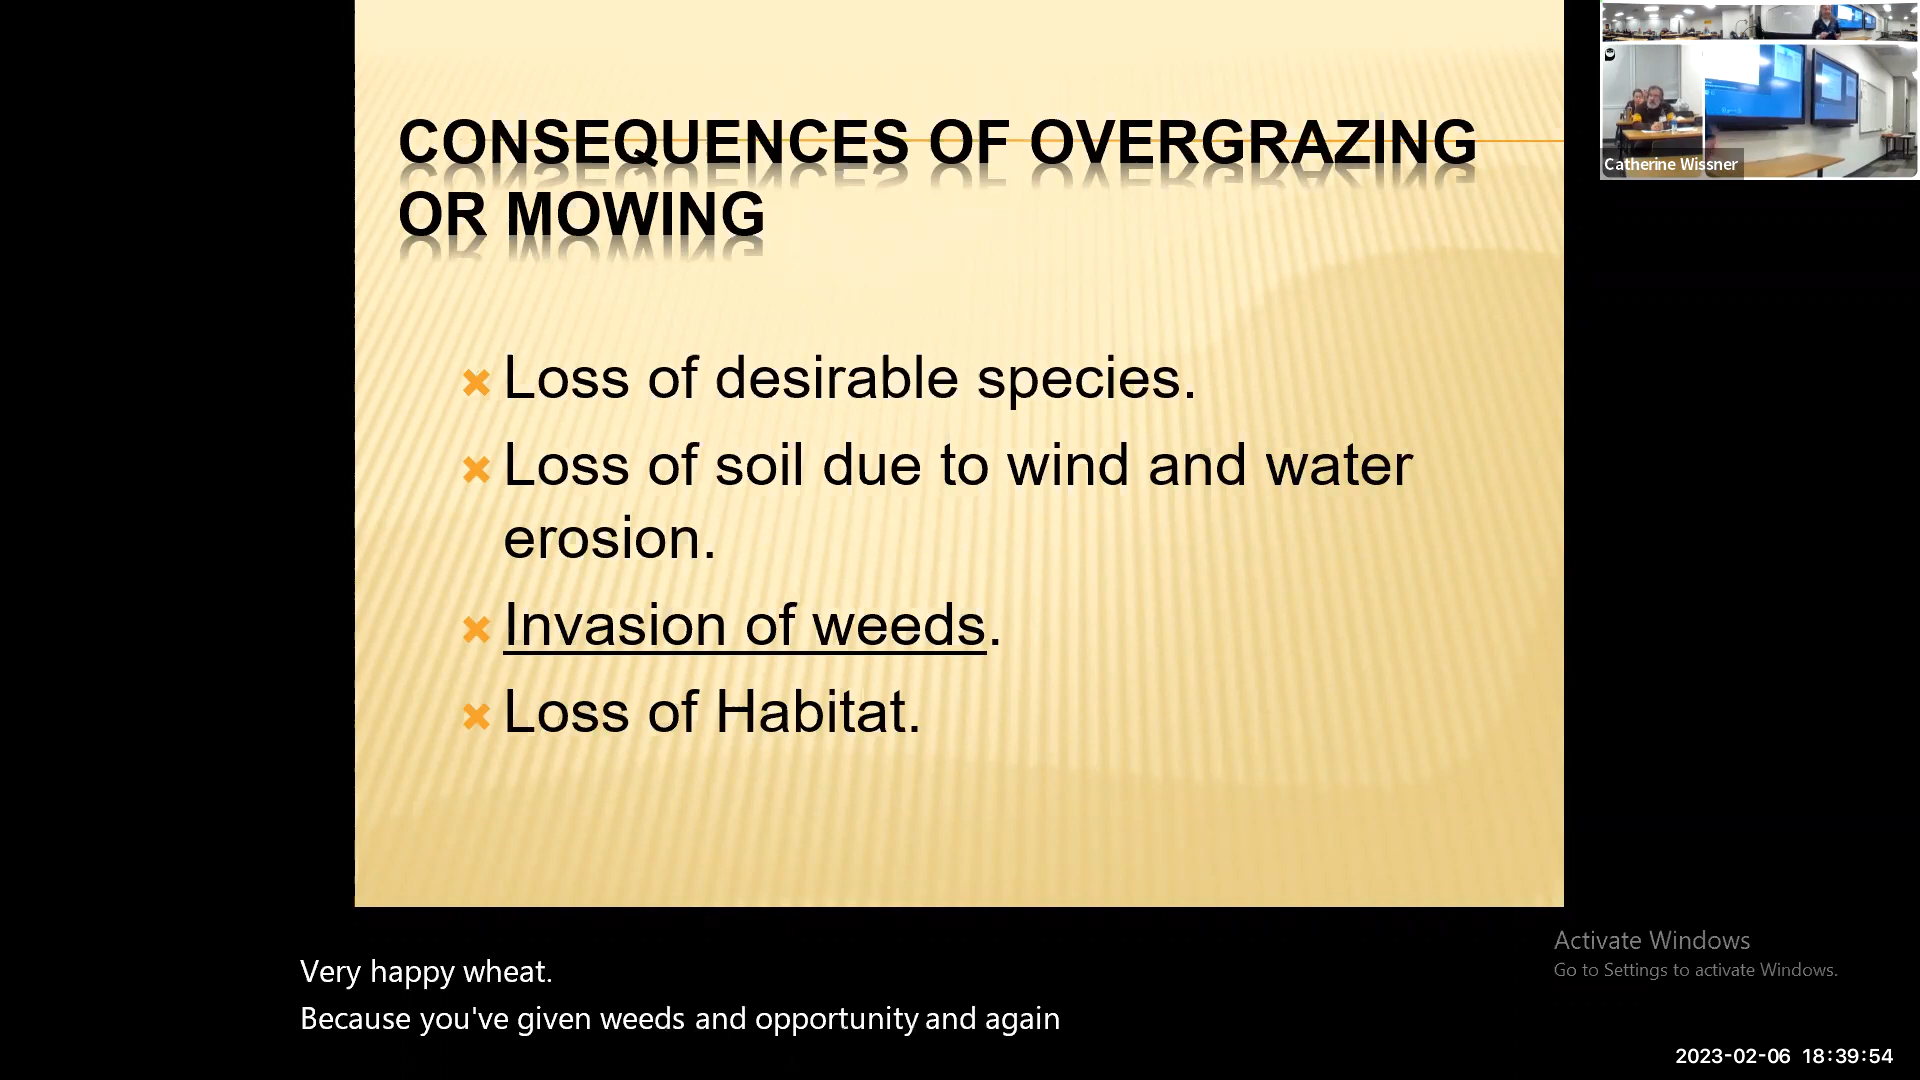 CONSEQUENCES OF OVERGRAZING
OR MOWING
Loss of desirable species.
Loss of soil due to wind and water
erosion.
Invasion of weeds.
Loss of Habitat.
Catherine Wissner
Very happy wheat.
Because you've given weeds and opportunity and again
Activate Windows
Go to Settings to activate Windows.
2023-02-06 18:39:54